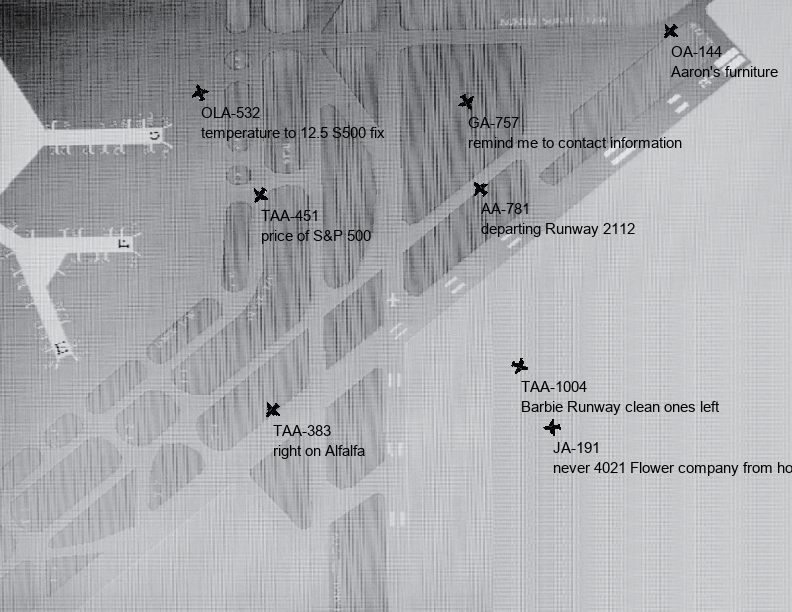 OA-144
Aaron's furniture
OLA-532
temperature to 12.5 S500 fix
GA-757
remind me to contact information
AA-781
departing Runway 2112
TAA-451
price of S&P 500
TAA-1004
Barbie Runway clean ones left
TAA-383
right on Alfalfa
JA-191
never 4021 Flower company from ho